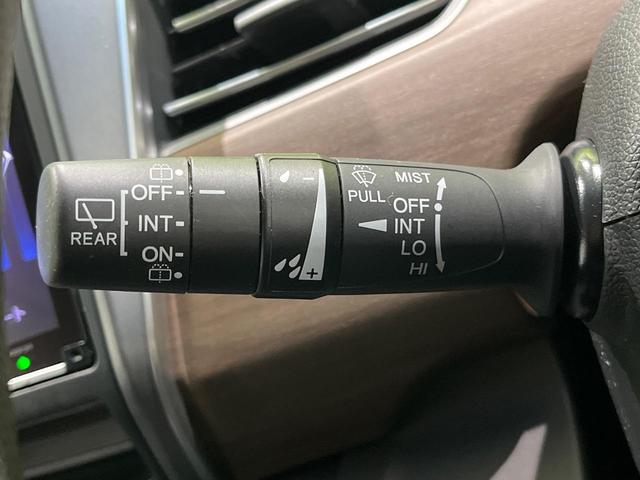 REAR
OFF
INT
ON
-
+
PULL
MIST
OFF
INT
LO
HI